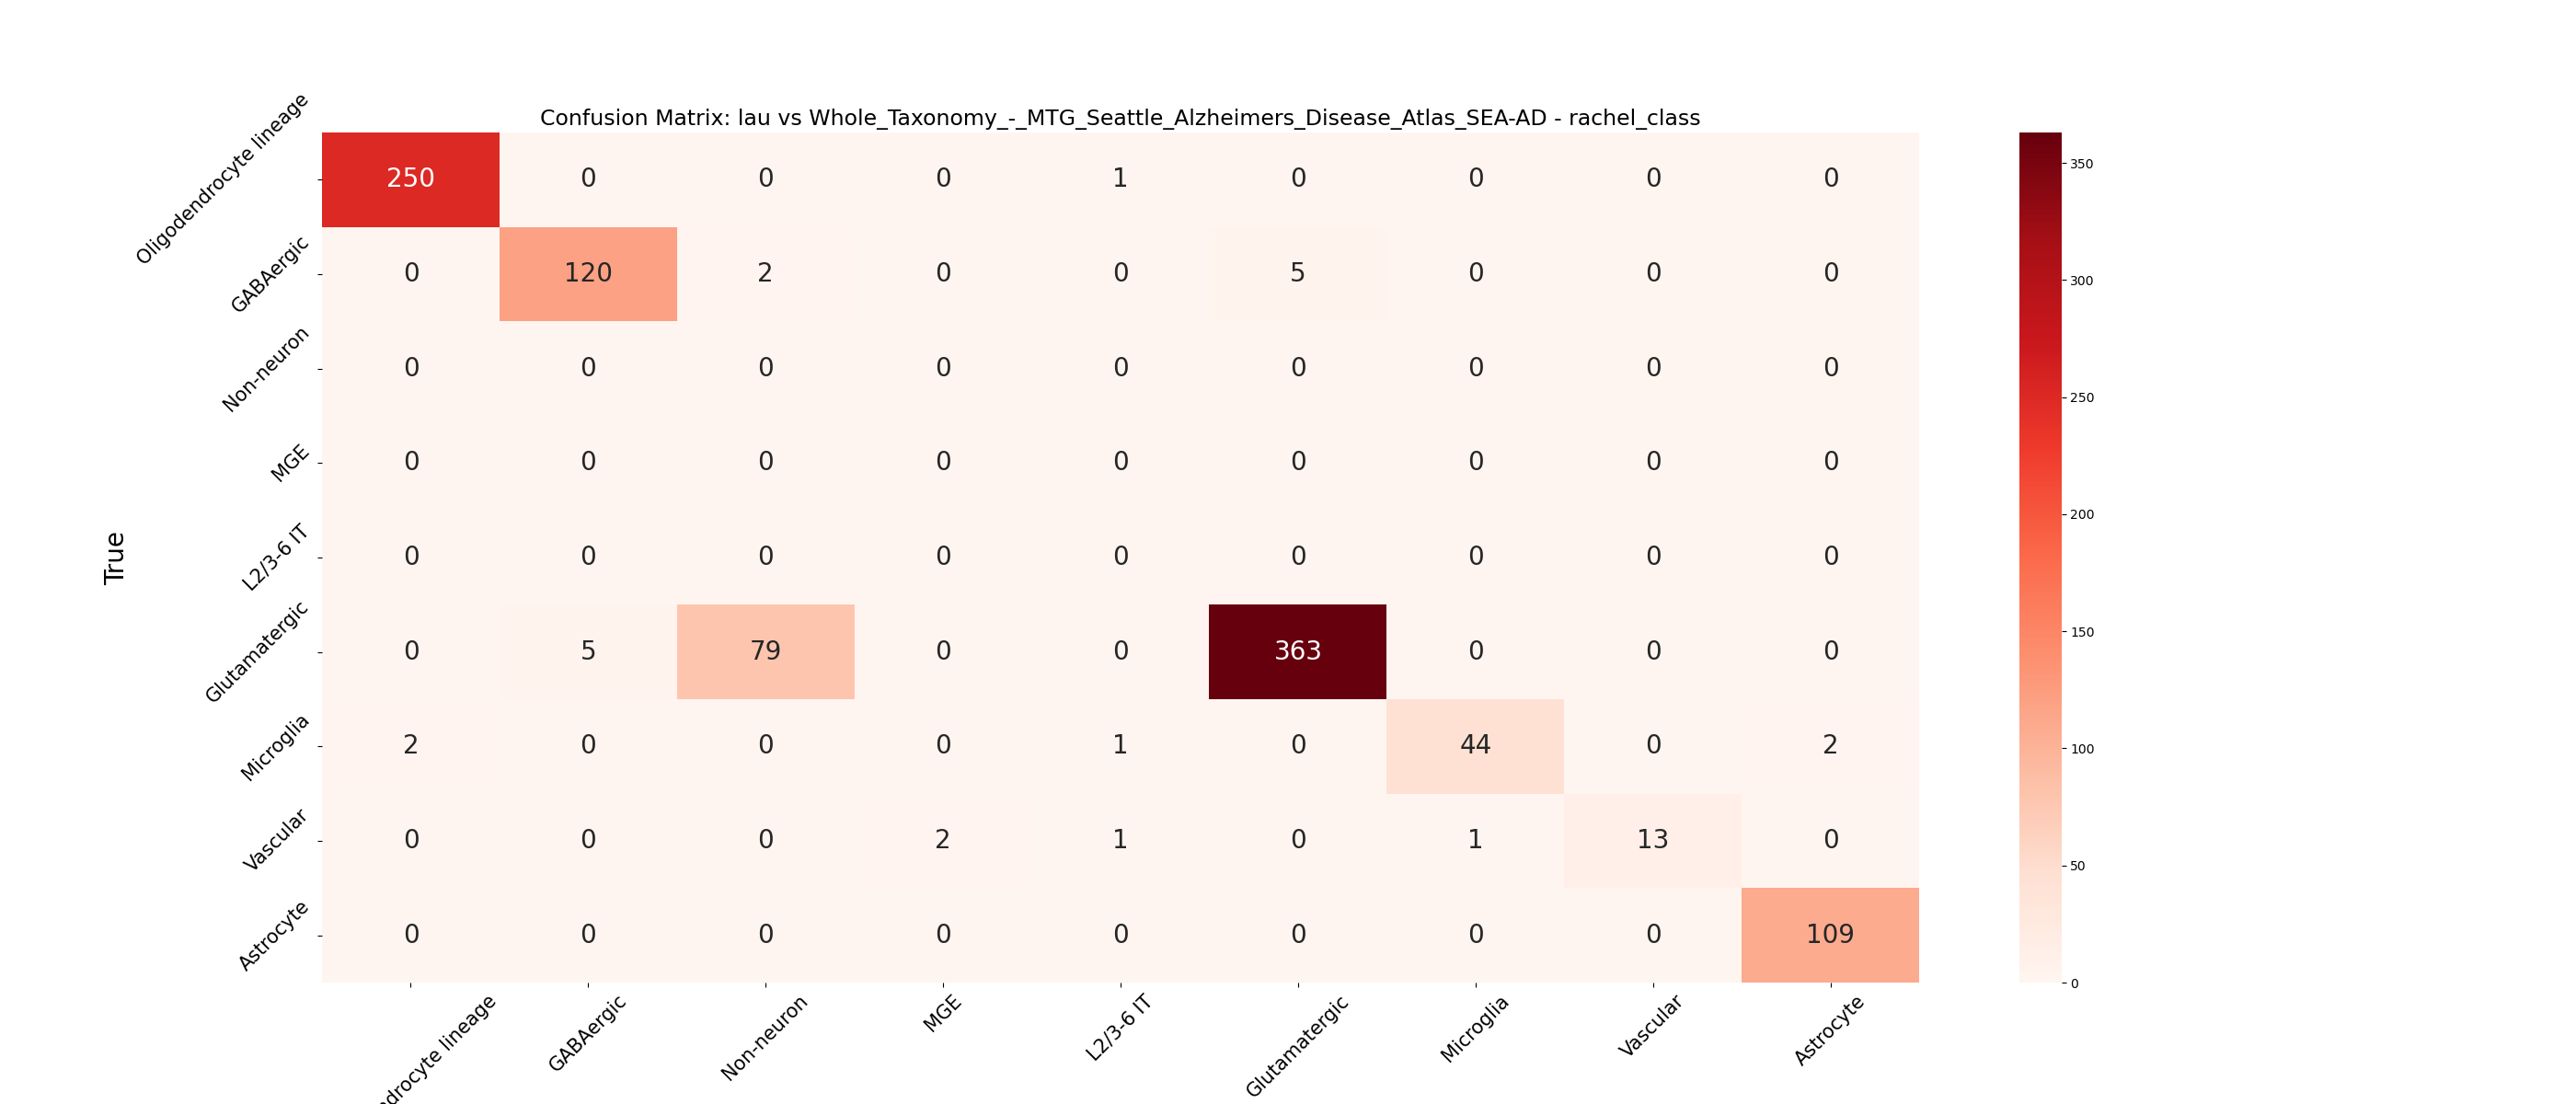 Confusion Matrix: lau vs Whole_Taxonomy_-_MTG_Seattle_Alzheimers_Disease_Atlas_SEA-AD - rachel_class
True
Oligodendrocyte lineage 250 0 0 0 1 0 0 0 0
GABAergic 0 120 2 0 0 5 0 0 0
Non-neuron 0 0 0 0 0 0 0 0 0
MGE 0 0 0 0 0 0 0 0 0
L2/3-6 IT 0 0 0 0 0 0 0 0 0
Glutamatergic 0 5 79 0 0 363 0 0 0
Microglia 2 0 0 0 1 0 44 0 2
Vascular 0 0 0 2 1 0 1 13 0
Astrocyte 0 0 0 0 0 0 0 0 109
ndrocyte lineage GABAergic Non-neuron MGE L2/3-6 IT Glutamatergic Microglia Vascular Astrocyte
350
300
250
200
150
100
50
0